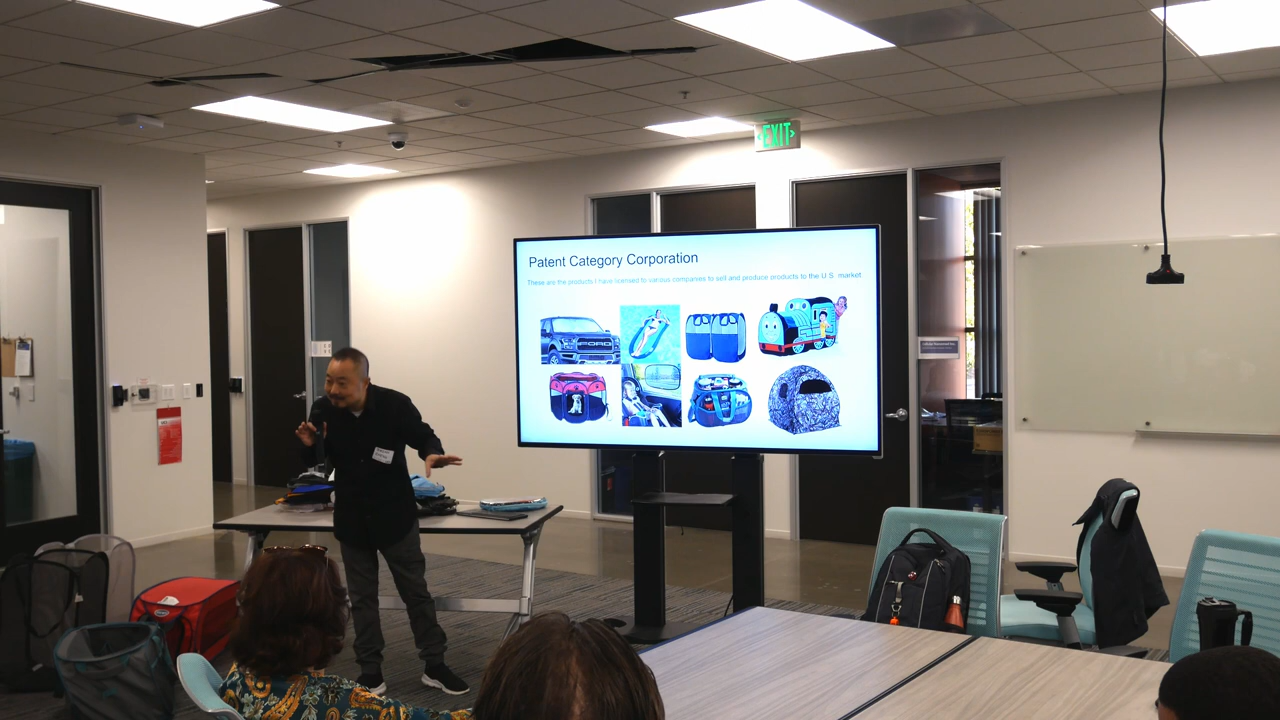 EXIT
Patent Category Corporation
These are the products I have licensed to various companies to sell and produce products to the U.S. market
FORD